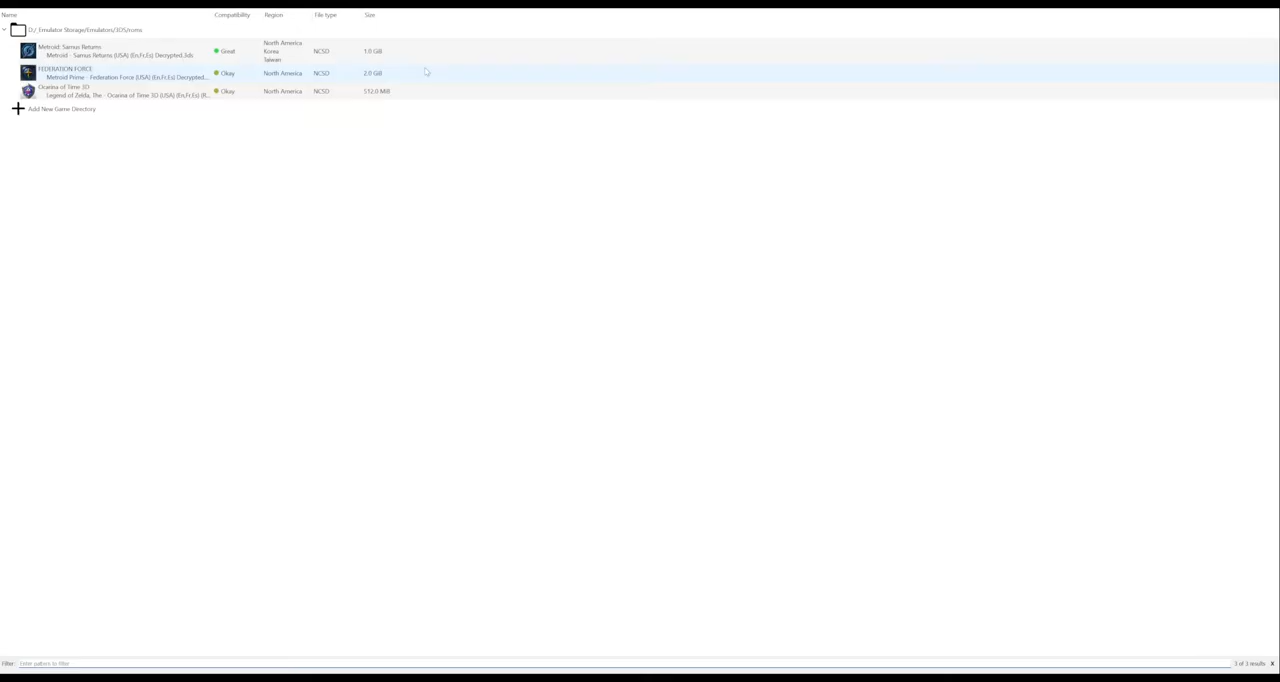 Name Compatibility Region File type Size
D:/_Emulator Storage/Emulators/3DS/roms
Metroid: Samus Returns
Metroid - Samus Returns (USA) (En,Fr,Es) Decrypted.3ds
Great
North America
Korea
Taiwan
NCSD
1.0 GiB
FEDERATION FORCE
Metroid Prime - Federation Force (USA) (En,Fr,Es) Decrypted...
Okay
North America
NCSD
2.0 GiB
Ocarina of Time 3D
Legend of Zelda, The - Ocarina of Time 3D (USA) (En,Fr,Es) (R...
Okay
North America
NCSD
512.0 MiB
Add New Game Directory
Filter: Enter pattern to filter 3 of 3 results X